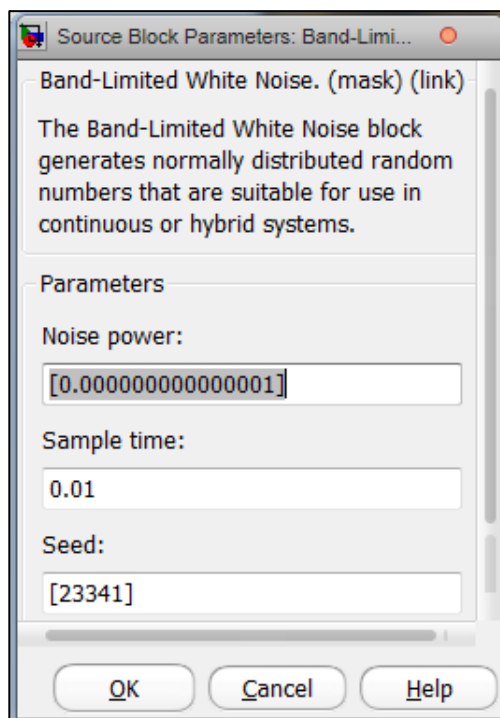 Source Block Parameters: Band-Limi...
Band-Limited White Noise. (mask) (link)
The Band-Limited White Noise block
generates normally distributed random
numbers that are suitable for use in
continuous or hybrid systems.
Parameters
Noise power:
[0.000000000000001]
Sample time:
0.01
Seed:
[23341]
OK
Cancel
Help